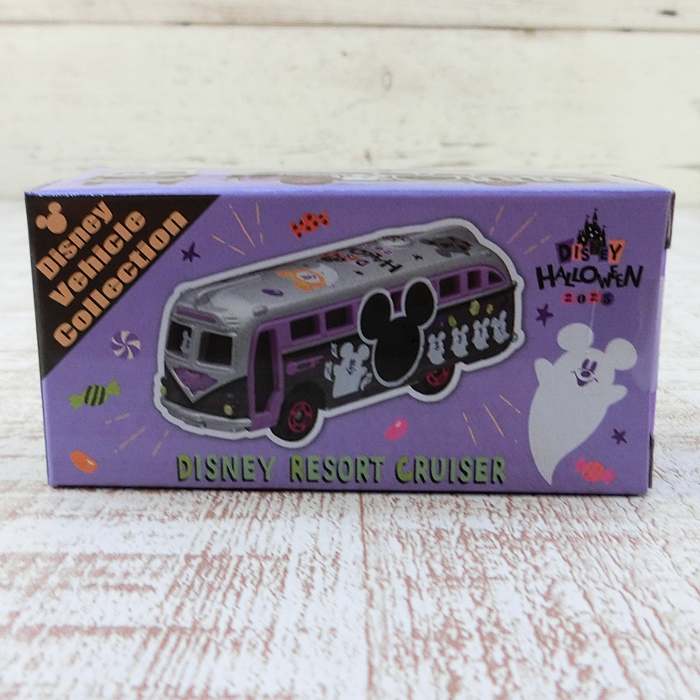 Disney
Vehicle
Collection
DISNEY
HALLOWEEN
2025
DISNEY RESORT CRUISER